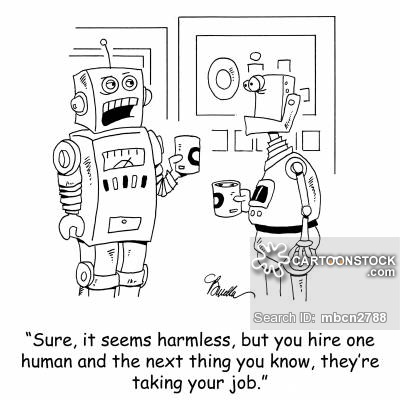 CARTOONSTOCK
.com
Search ID: mbcn2788
“Sure, it seems harmless, but you hire one
human and the next thing you know, they’re
taking your job.”